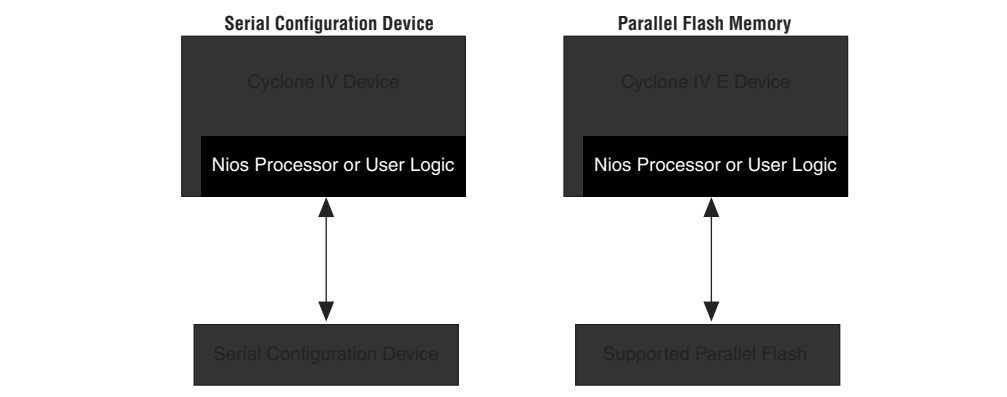 Serial Configuration Device
Parallel Flash Memory
Cyclone IV Device
Cyclone IV E Device
Nios Processor or User Logic
Nios Processor or User Logic
Serial Configuration Device
Supported Parallel Flash